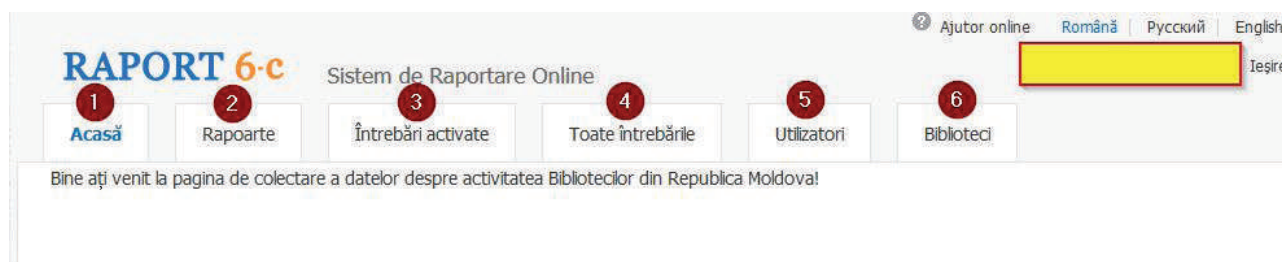 Ajutor online Română Русский English
RAPORT 6-c Sistem de Raportare Online
Ieșire
1 2 3 4 5 6
Acasă Rapoarte Întrebări activate Toate întrebările Utilizatori Biblioteci
Bine ați venit la pagina de colectare a datelor despre activitatea Bibliotecilor din Republica Moldova!